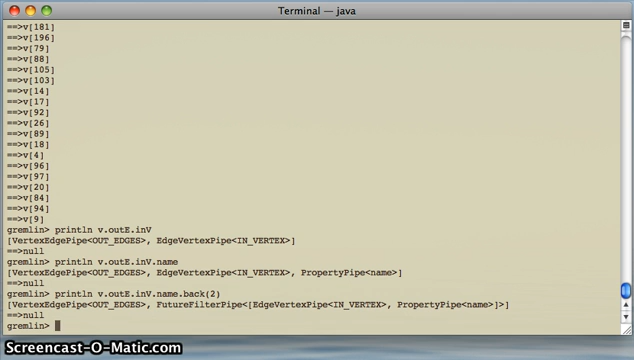 Terminal — java
==>v[181]
==>v[196]
==>v[79]
==>v[88]
==>v[105]
==>v[103]
==>v[14]
==>v[17]
==>v[92]
==>v[26]
==>v[89]
==>v[18]
==>v[4]
==>v[96]
==>v[97]
==>v[20]
==>v[84]
==>v[94]
==>v[9]
gremlin> println v.outE.inV
[VertexEdgePipe<OUT_EDGES>, EdgeVertexPipe<IN_VERTEX>]
==>null
gremlin> println v.outE.inV.name
[VertexEdgePipe<OUT_EDGES>, EdgeVertexPipe<IN_VERTEX>, PropertyPipe<name>]
==>null
gremlin> println v.outE.inV.name.back(2)
[VertexEdgePipe<OUT_EDGES>, FutureFilterPipe<[EdgeVertexPipe<IN_VERTEX>, PropertyPipe<name>]>]
==>null
gremlin>
Screencast-O-Matic.com